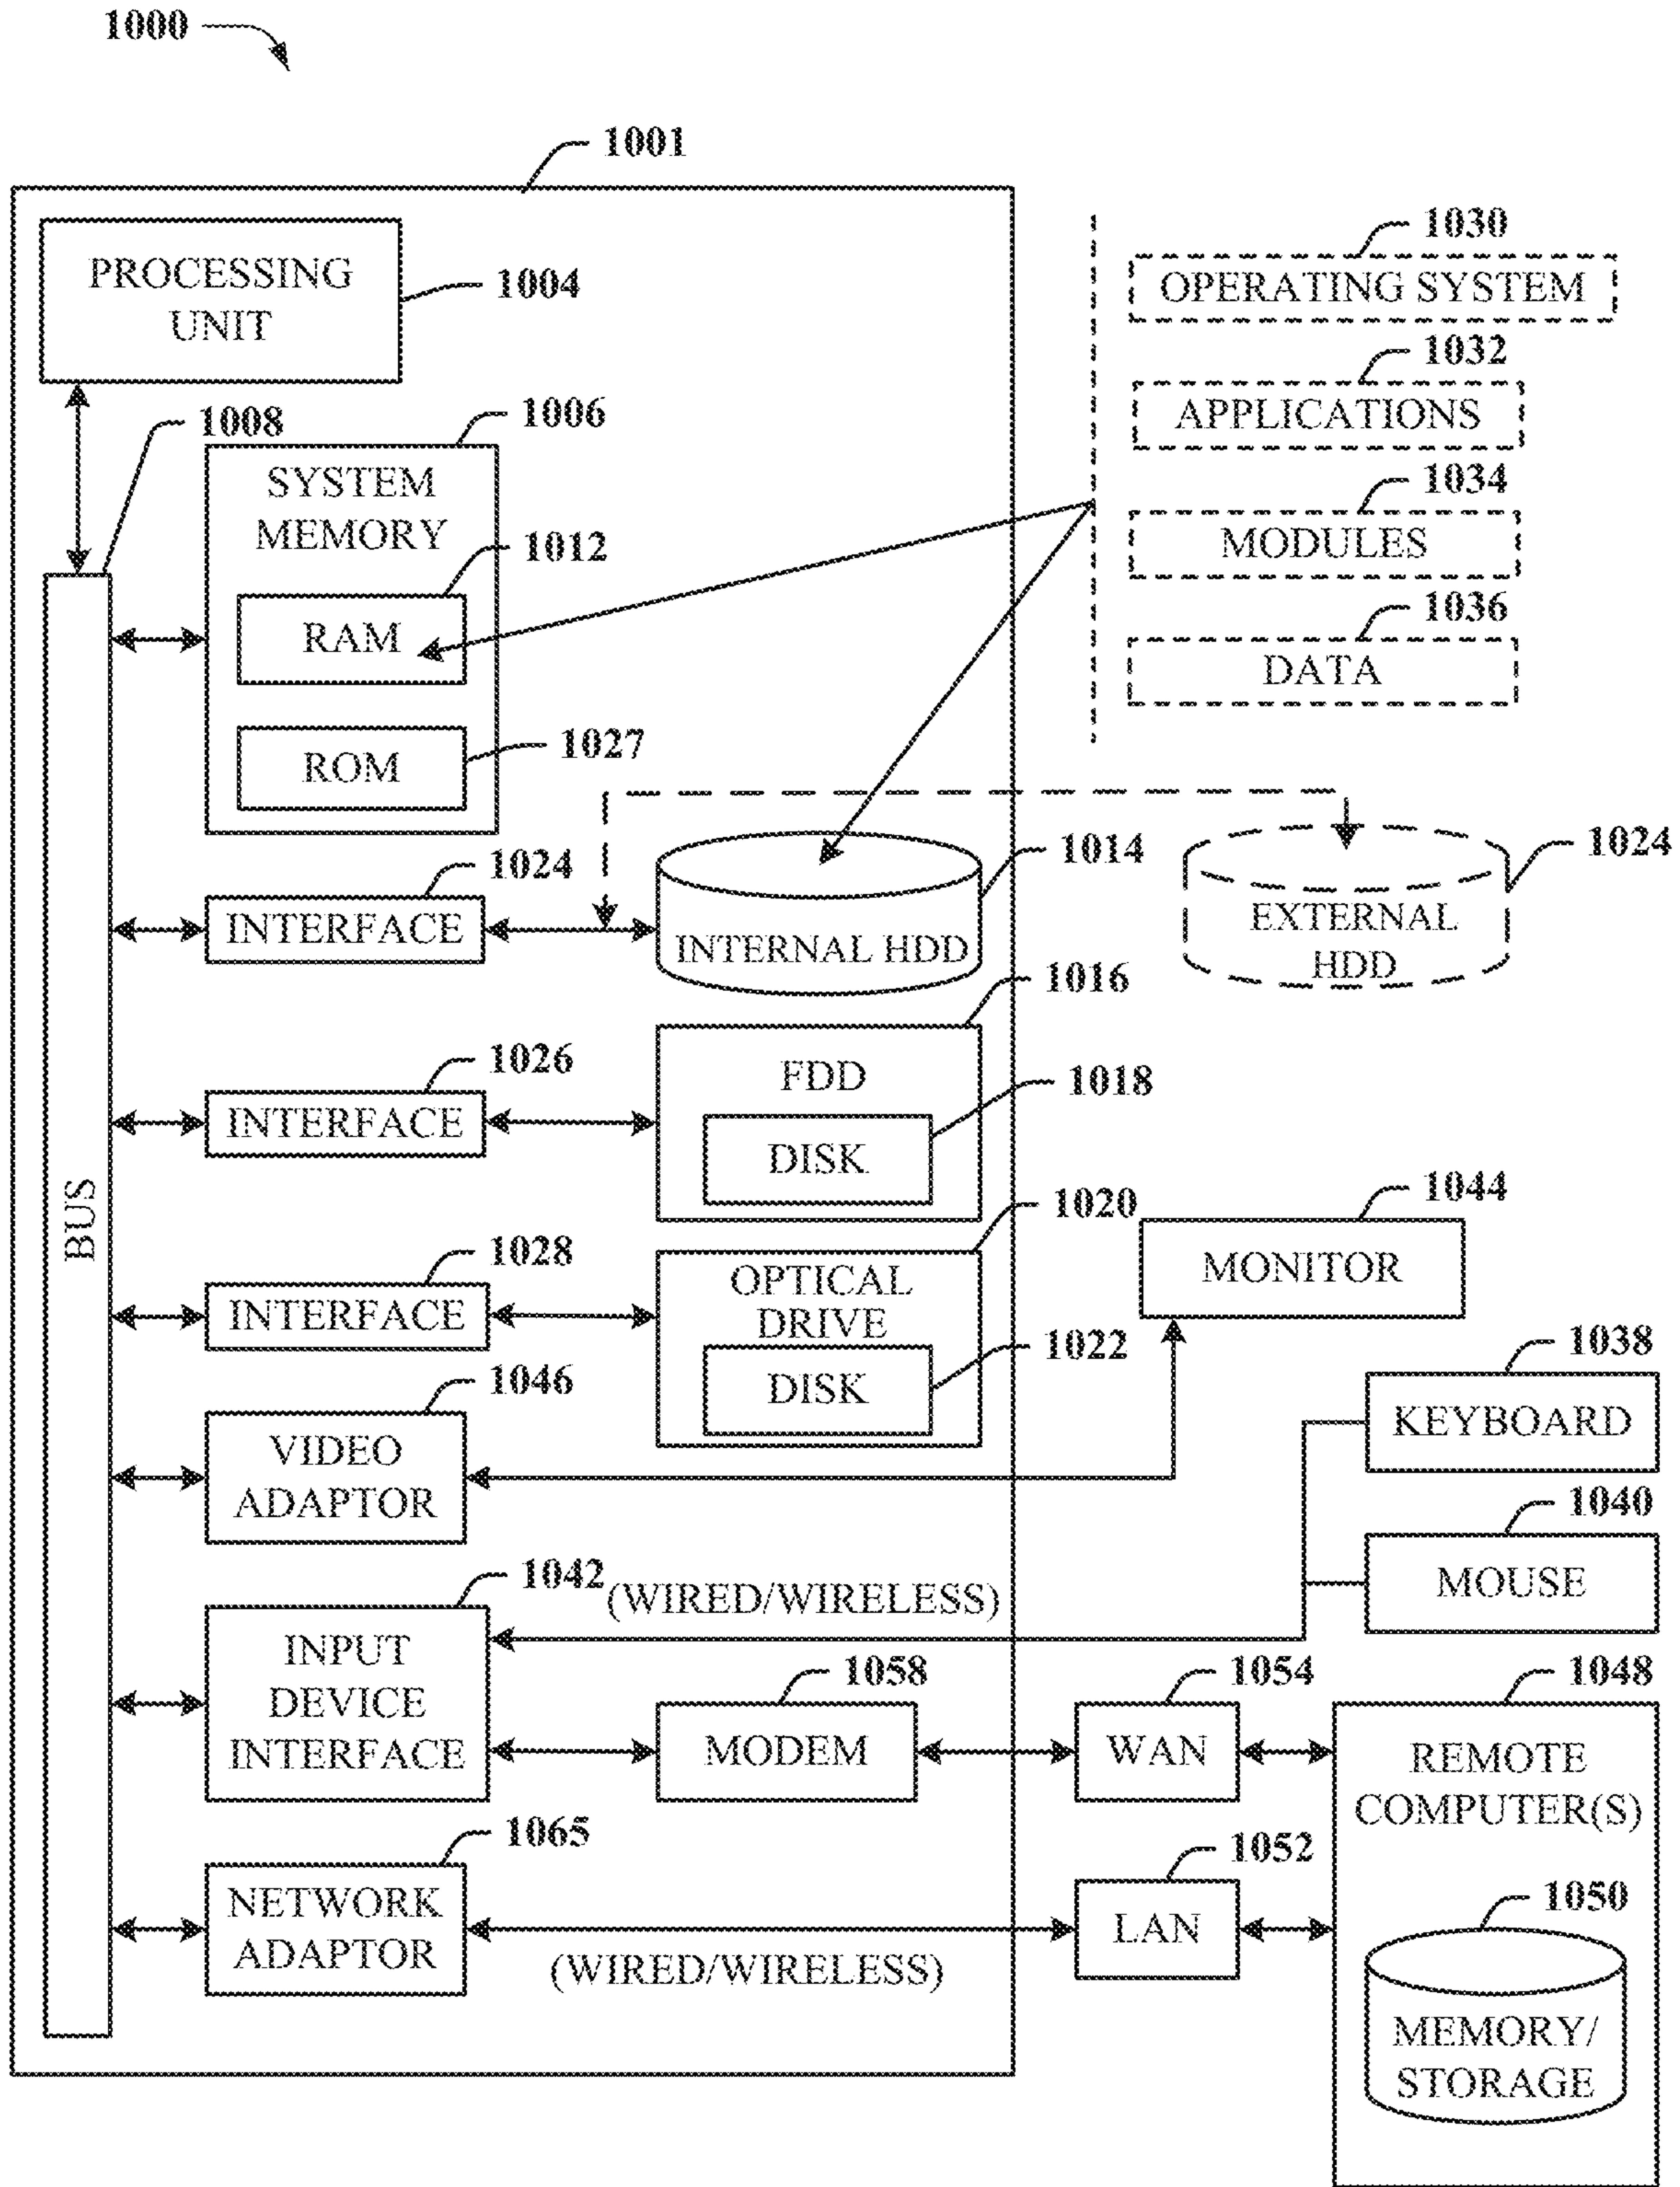 1000
1001
PROCESSING
UNIT
1004
1030
OPERATING SYSTEM
1032
APPLICATIONS
1034
MODULES
1036
DATA
1008
1006
SYSTEM
MEMORY
1012
RAM
1027
ROM
1024
INTERFACE
1014
INTERNAL HDD
1024
EXTERNAL
HDD
1016
FDD
1018
DISK
1026
INTERFACE
BUS
1020
OPTICAL
DRIVE
1022
DISK
1028
INTERFACE
1044
MONITOR
1046
VIDEO
ADAPTOR
1038
KEYBOARD
1040
MOUSE
1042
(WIRED/WIRELESS)
INPUT
DEVICE
INTERFACE
1058
MODEM
1054
WAN
1048
REMOTE
COMPUTER(S)
1065
NETWORK
ADAPTOR
(WIRED/WIRELESS)
1052
LAN
1050
MEMORY/
STORAGE